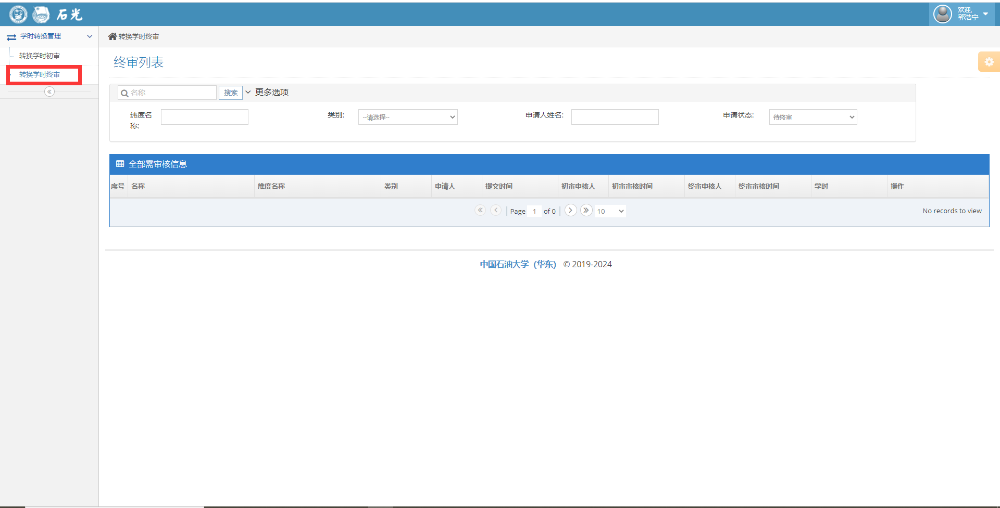 石光
欢迎,
郭浩宁
学时转换管理
转换学时初审
转换学时终审
转换学时终审
终审列表
名称 搜索 更多选项
纬度名称: 类别: --请选择-- 申请人姓名: 申请状态: 待终审
全部需审核信息
序号 名称 维度名称 类别 申请人 提交时间 初审申核人 初审审核时间 终审申核人 终审审核时间 学时 操作
Page 1 of 0 10 No records to view
中国石油大学（华东） © 2019-2024